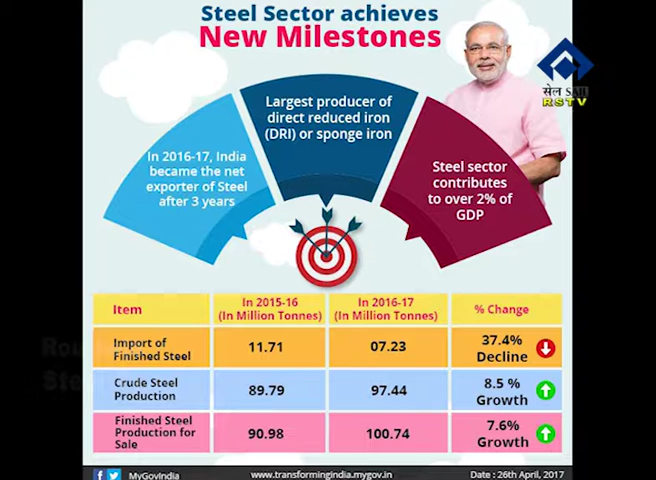 Steel Sector achieves
New Milestones
सेल SAIL
RSTV
In 2016-17, India
became the net
exporter of Steel
after 3 years
Largest producer of
direct reduced iron
(DRI) or sponge iron
Steel sector
contributes
to over 2% of
GDP
Item
In 2015-16
(In Million Tonnes)
In 2016-17
(In Million Tonnes)
% Change
Import of
Finished Steel
11.71
07.23
37.4%
Decline
Crude Steel
Production
89.79
97.44
8.5 %
Growth
Finished Steel
Production for
Sale
90.98
100.74
7.6%
Growth
MyGovIndia
www.transformingindia.mygov.in
Date : 26th April, 2017